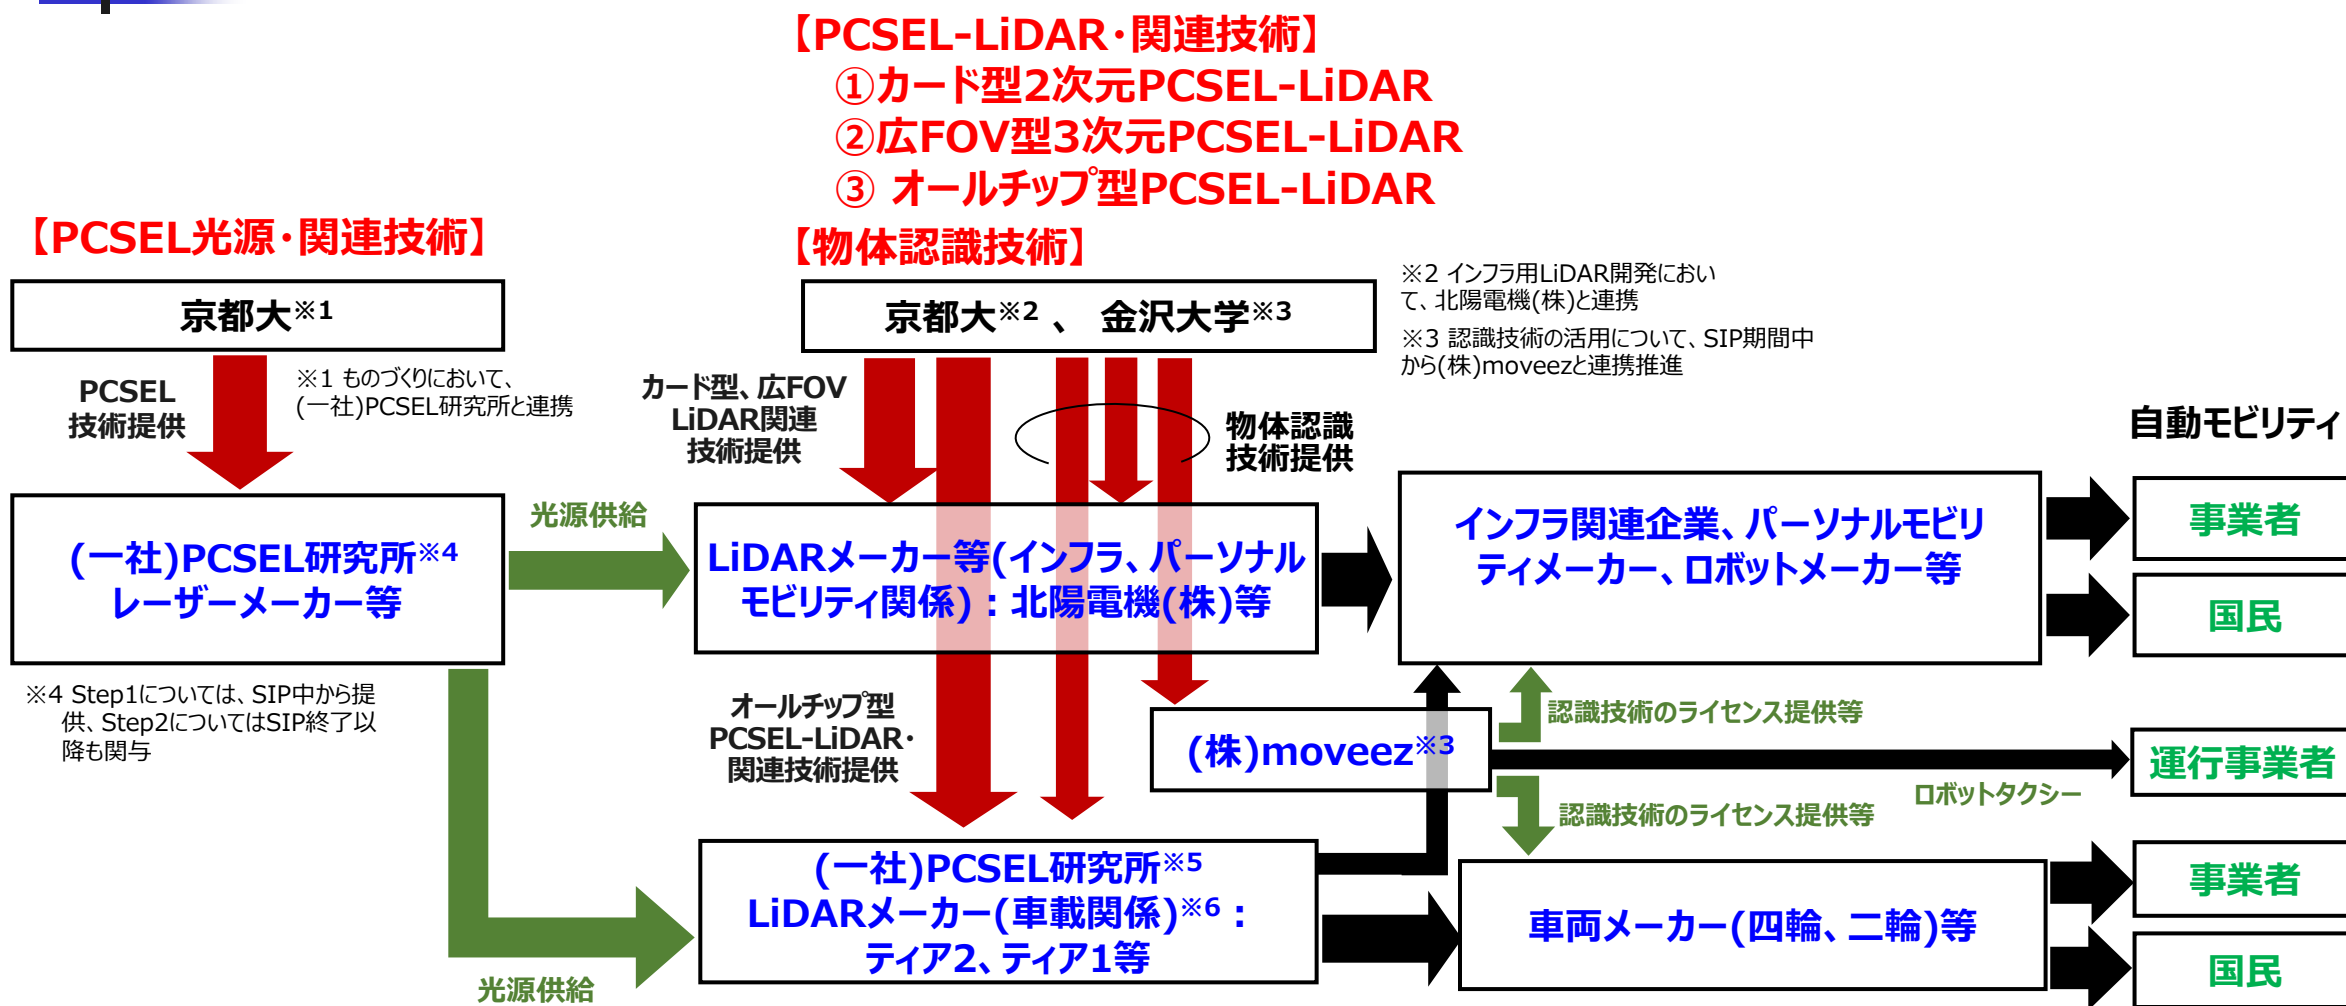 【PCSEL-LiDAR・関連技術】
①カード型2次元PCSEL-LiDAR
②広FOV型3次元PCSEL-LiDAR
③ オールチップ型PCSEL-LiDAR
【PCSEL光源・関連技術】
【物体認識技術】
京都大※1
京都大※2 、 金沢大学※3
※2 インフラ用LiDAR開発におい
て、北陽電機(株)と連携
※3 認識技術の活用について、SIP期間中
から(株)moveezと連携推進
PCSEL
技術提供
※1 ものづくりにおいて、
(一社)PCSEL研究所と連携
カード型、広FOV
LiDAR関連
技術提供
物体認識
技術提供
自動モビリティ
(一社)PCSEL研究所※4
レーザーメーカー等
光源供給
LiDARメーカー等(インフラ、パーソナル
モビリティ関係)：北陽電機(株)等
インフラ関連企業、パーソナルモビリ
ティメーカー、ロボットメーカー等
事業者
国民
※4 Step1については、SIP中から提
供、Step2についてはSIP終了以
降も関与
オールチップ型
PCSEL-LiDAR・
関連技術提供
(株)moveez※3
認識技術のライセンス提供等
運行事業者
ロボットタクシー
認識技術のライセンス提供等
(一社)PCSEL研究所※5
LiDARメーカー(車載関係)※6：
ティア2、ティア1等
車両メーカー(四輪、二輪)等
事業者
国民
光源供給